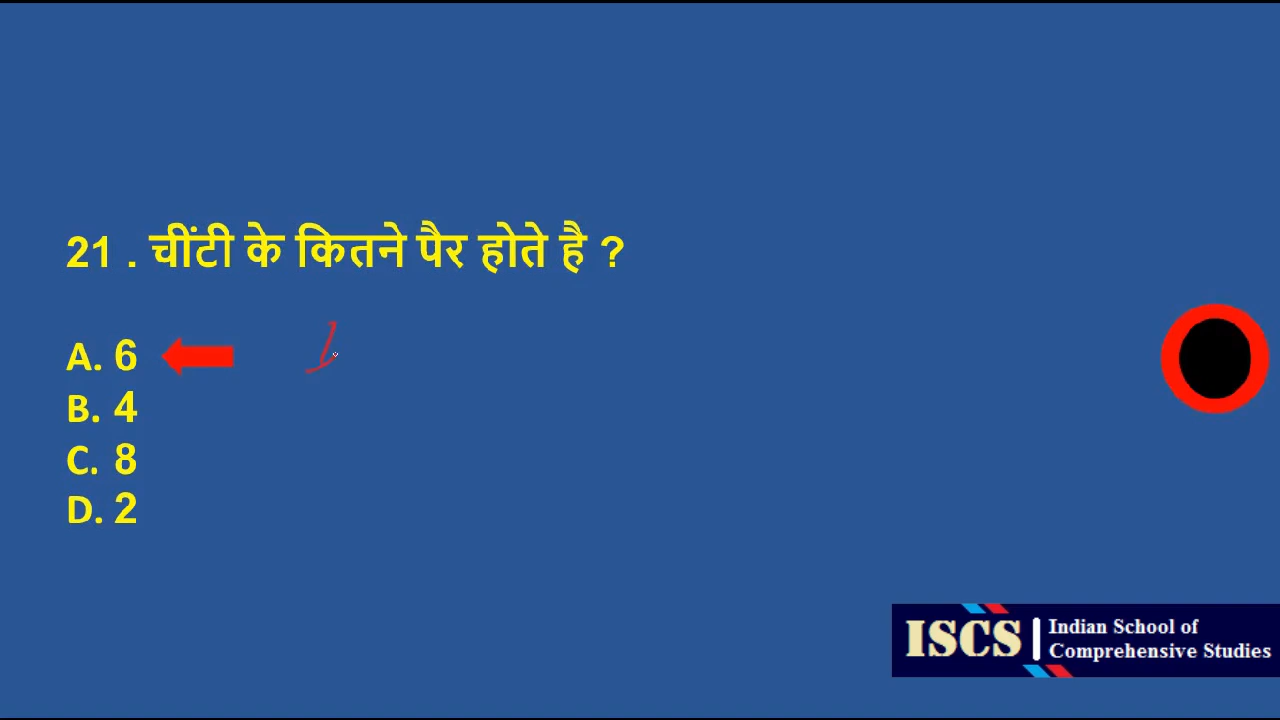 21 . चींटी के कितने पैर होते है ?
A. 6
B. 4
C. 8
D. 2
ISCS
Indian School of
Comprehensive Studies